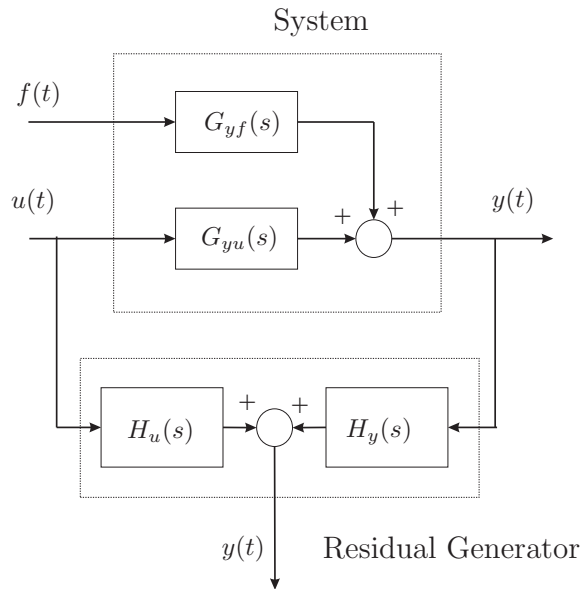 System
f(t)
G_{yf}(s)
u(t)
+ +
y(t)
G_{yu}(s)
+ +
H_u(s)
H_y(s)
y(t)
Residual Generator